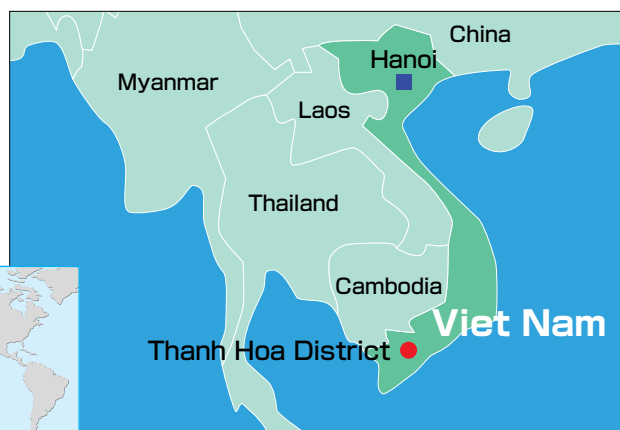 China
Hanoi
Myanmar
Laos
Thailand
Cambodia
Viet Nam
Thanh Hoa District